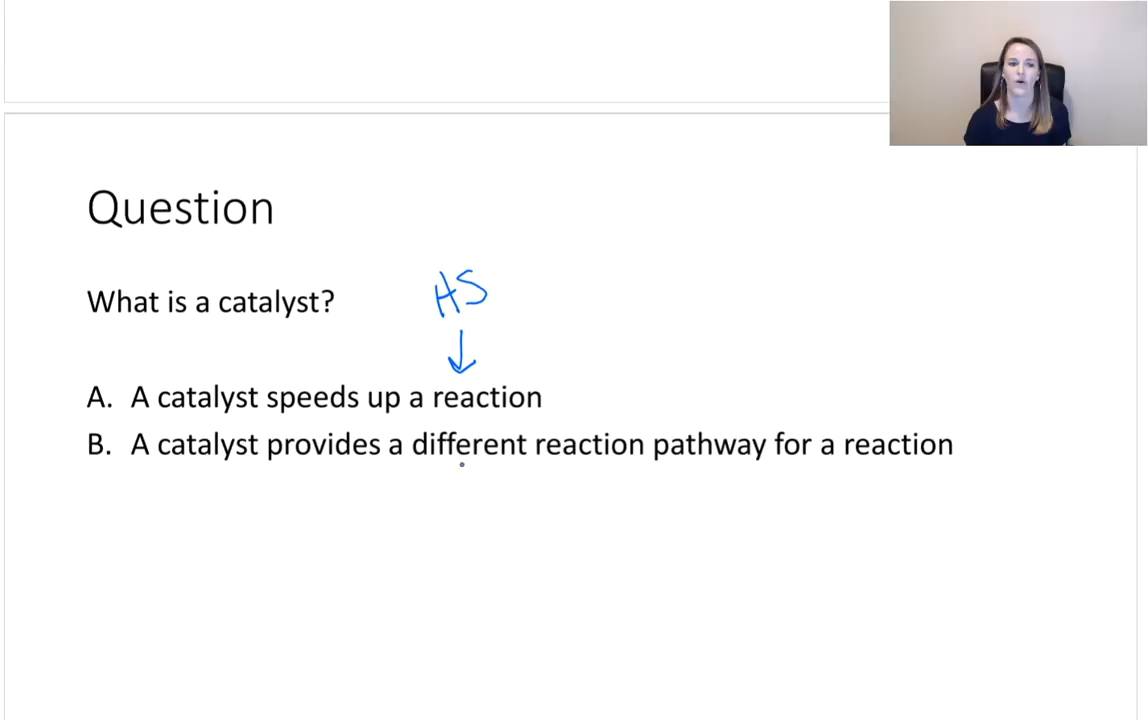 Question
What is a catalyst?
HS
A. A catalyst speeds up a reaction
B. A catalyst provides a different reaction pathway for a reaction